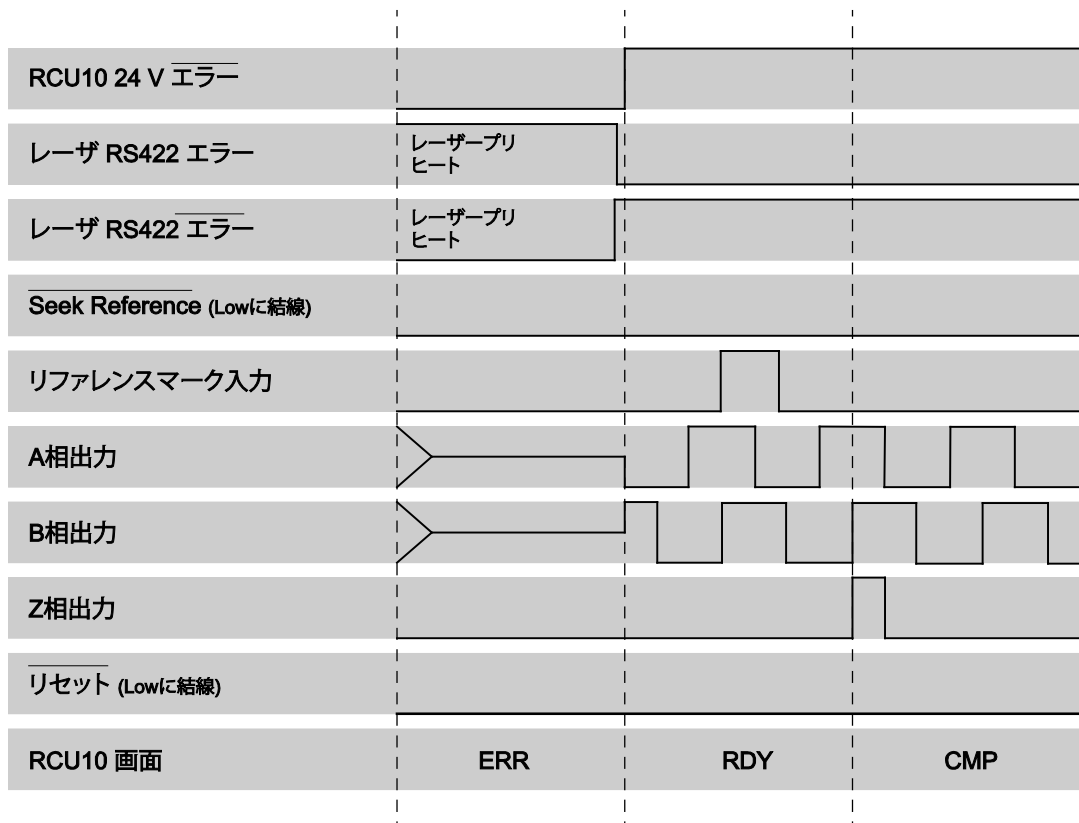 RCU10 24 V エラー
レーザ RS422 エラー
レーザープリ
ヒート
レーザ RS422 エラー
レーザープリ
ヒート
Seek Reference (Lowに結線)
リファレンスマーク入力
A相出力
B相出力
Z相出力
リセット (Lowに結線)
RCU10 画面 ERR RDY CMP